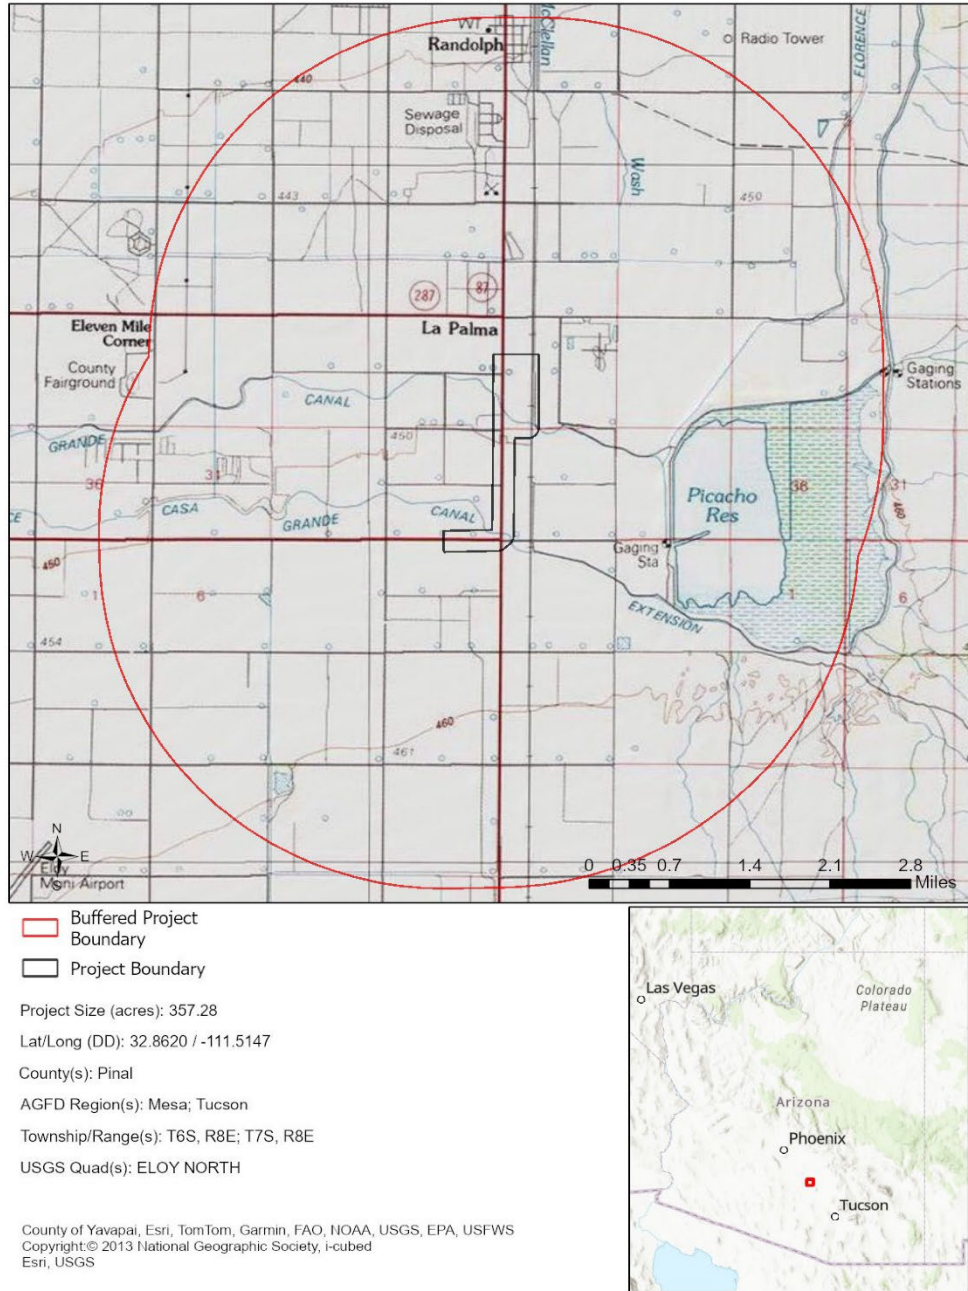 WT
Randolph
McClellan
Radio Tower
FLORENCE
440
Sewage
Disposal
Wash
443
450
287
87
Eleven Mile
Corner
La Palma
County
Fairground
Gaging
Stations
CANAL
GRANDE
450
36
31
Picacho
Res
36
31
460
CASA
GRANDE
CANAL
Gaging
Sta
450
1
6
EXTENSION
1
6
454
460
461
N
W
E
S
Eloy
Muni Airport
0 0.35 0.7 1.4 2.1 2.8
Miles
Buffered Project
Boundary
Project Boundary
Project Size (acres): 357.28
Lat/Long (DD): 32.8620 / -111.5147
County(s): Pinal
AGFD Region(s): Mesa; Tucson
Township/Range(s): T6S, R8E; T7S, R8E
USGS Quad(s): ELOY NORTH
County of Yavapai, Esri, TomTom, Garmin, FAO, NOAA, USGS, EPA, USFWS
Copyright:© 2013 National Geographic Society, i-cubed
Esri, USGS
Las Vegas
Colorado
Plateau
Arizona
Phoenix
Tucson